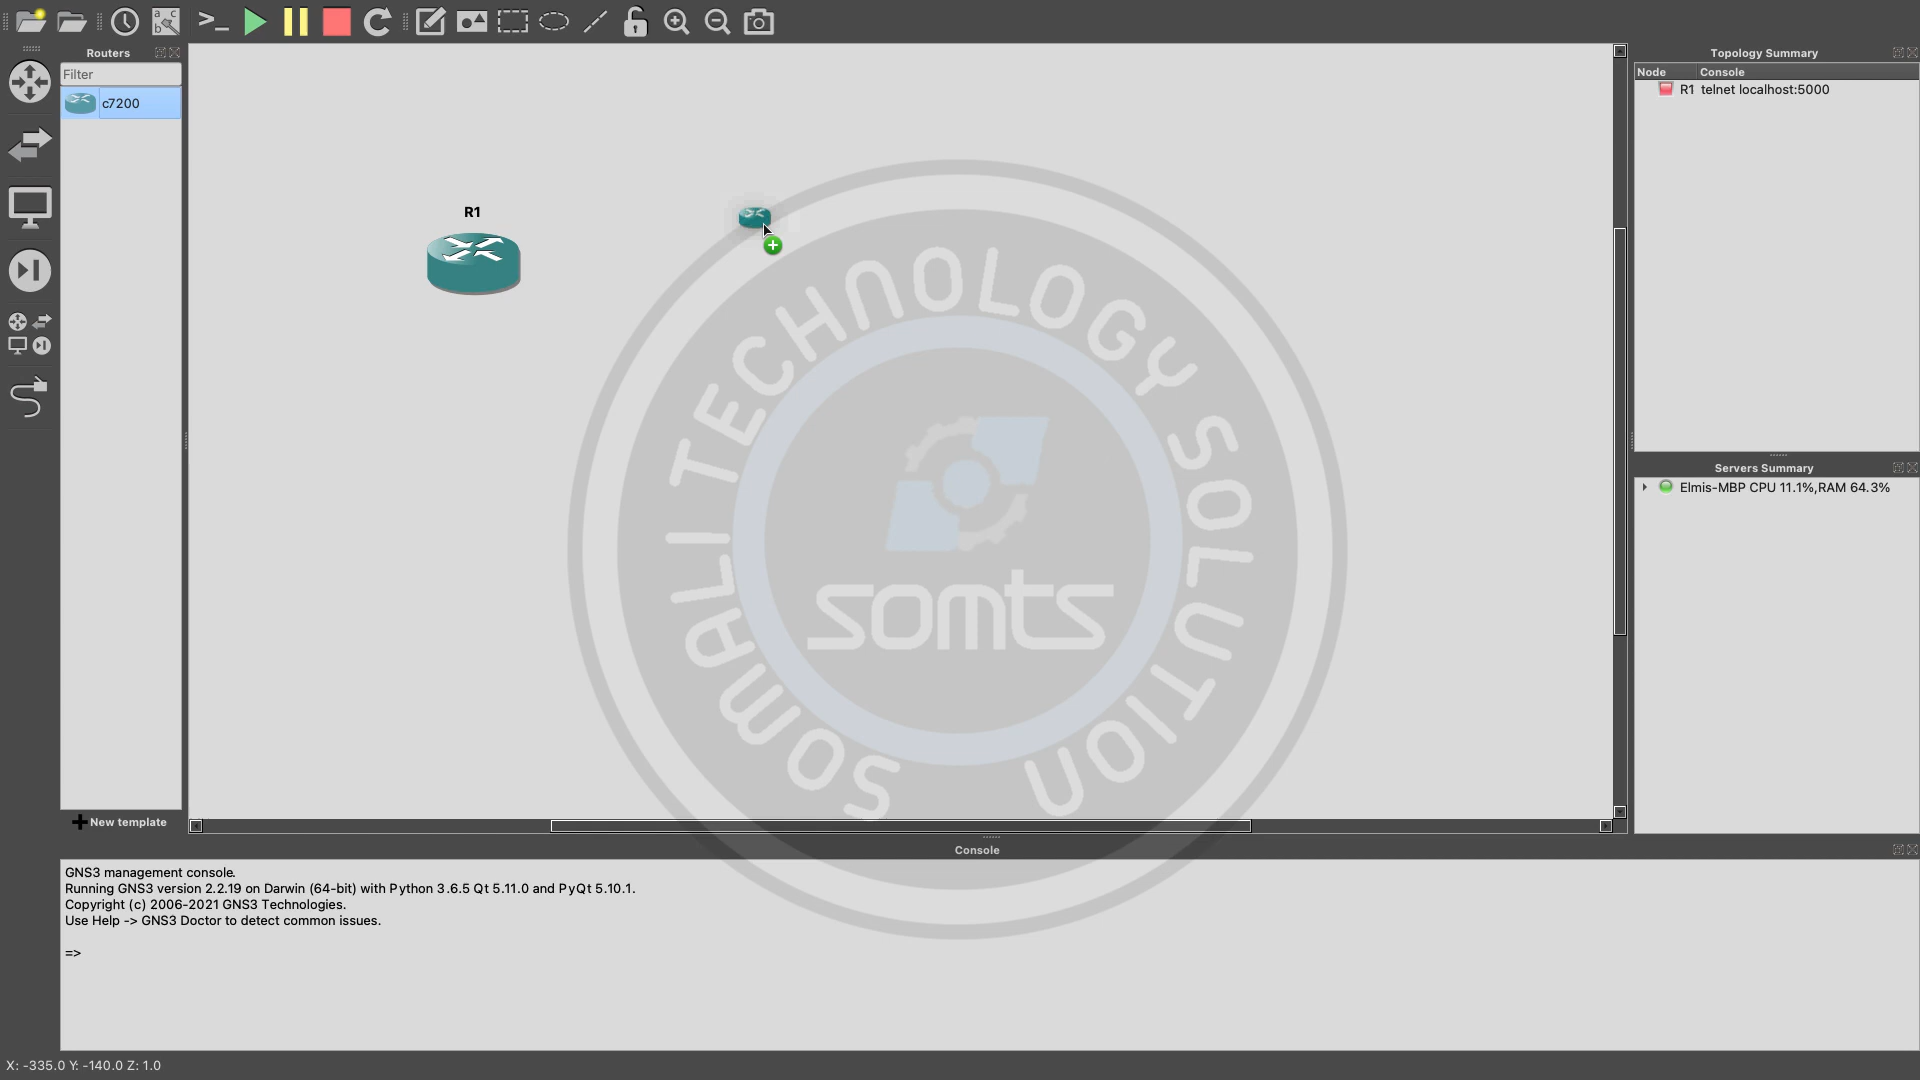 a c
b
Routers
Filter
c7200
New template
R1
SOMALI TECHNOLOGY SOLUTION
somts
Topology Summary
Node Console
R1 telnet localhost:5000
Servers Summary
Elmis-MBP CPU 11.1%,RAM 64.3%
Console
GNS3 management console.
Running GNS3 version 2.2.19 on Darwin (64-bit) with Python 3.6.5 Qt 5.11.0 and PyQt 5.10.1.
Copyright (c) 2006-2021 GNS3 Technologies.
Use Help -> GNS3 Doctor to detect common issues.
=>
X: -335.0 Y: -140.0 Z: 1.0